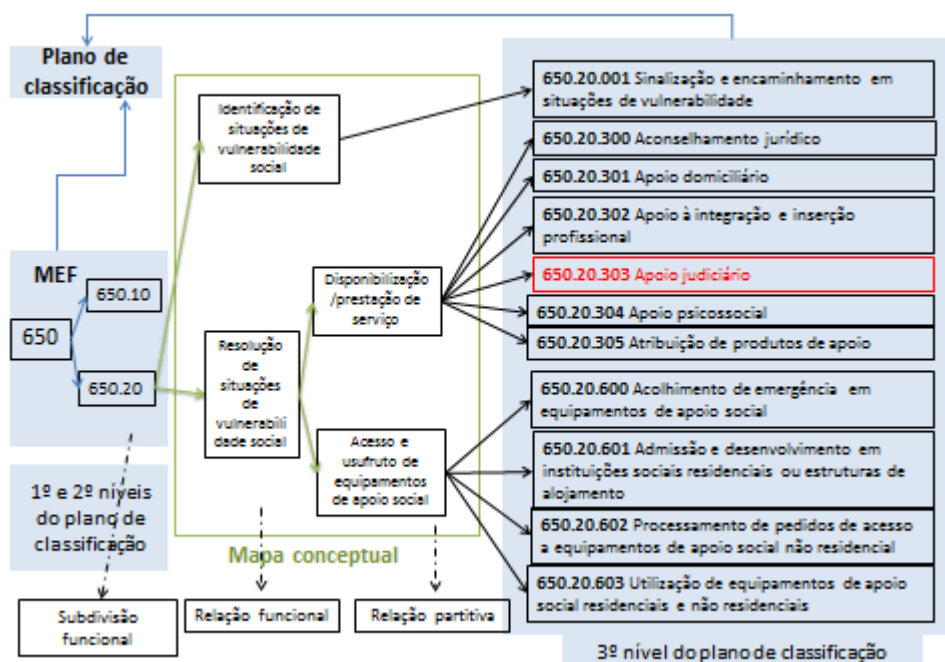 Plano de
classificação
MEF
650
650.10
650.20
1º e 2º níveis
do plano de
classificação
Subdivisão
funcional
Identificação de
situações de
vulnerabilidade
social
Resolução
de
situações
de
vulnerabili
dade social
Disponibilização
/prestação de
serviço
Acesso e
usufruto de
equipamentos
de apoio social
Mapa conceptual
Relação funcional
Relação partitiva
650.20.001 Sinalização e encaminhamento em
situações de vulnerabilidade
650.20.300 Aconselhamento jurídico
650.20.301 Apoio domiciliário
650.20.302 Apoio à integração e inserção
profissional
650.20.303 Apoio judiciário
650.20.304 Apoio psicossocial
650.20.305 Atribuição de produtos de apoio
650.20.600 Acolhimento de emergência em
equipamentos de apoio social
650.20.601 Admissão e desenvolvimento em
instituições sociais residenciais ou estruturas de
alojamento
650.20.602 Processamento de pedidos de acesso
a equipamentos de apoio social não residencial
650.20.603 Utilização de equipamentos de apoio
social residenciais e não residenciais
3º nível do plano de classificação